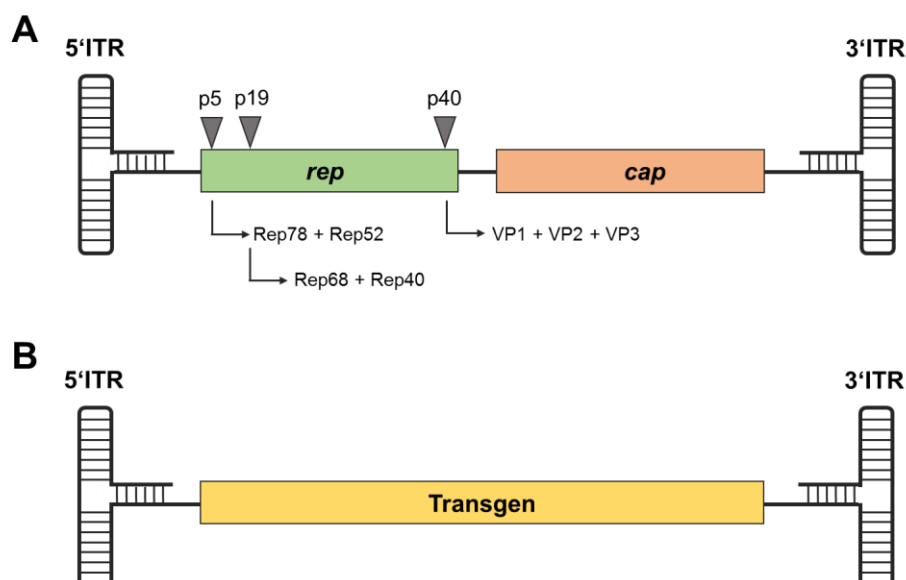 A
5‘ITR
3‘ITR
p5
p19
p40
rep
cap
Rep78 + Rep52
VP1 + VP2 + VP3
Rep68 + Rep40
B
5‘ITR
3‘ITR
Transgen